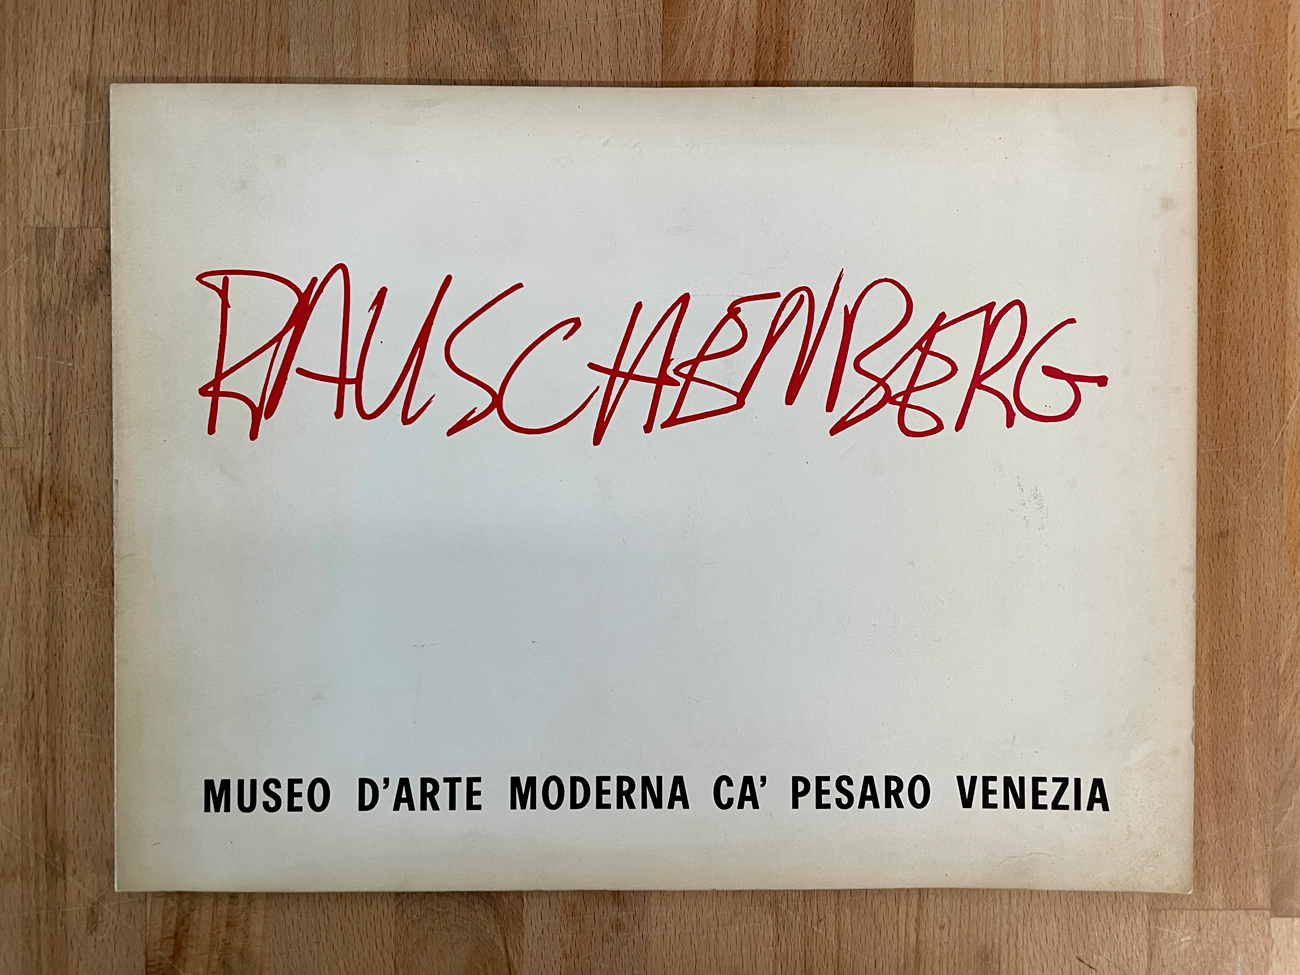 RAUSCHENBERG
MUSEO D'ARTE MODERNA CA' PESARO VENEZIA